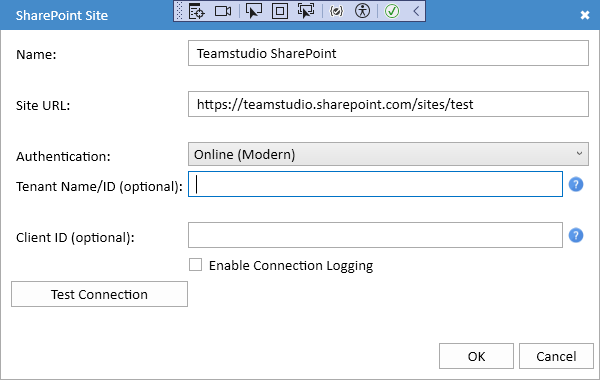 SharePoint Site
Name:
Teamstudio SharePoint
Site URL:
https://teamstudio.sharepoint.com/sites/test
Authentication:
Online (Modern)
Tenant Name/ID (optional):
?
Client ID (optional):
?
Enable Connection Logging
Test Connection
OK
Cancel